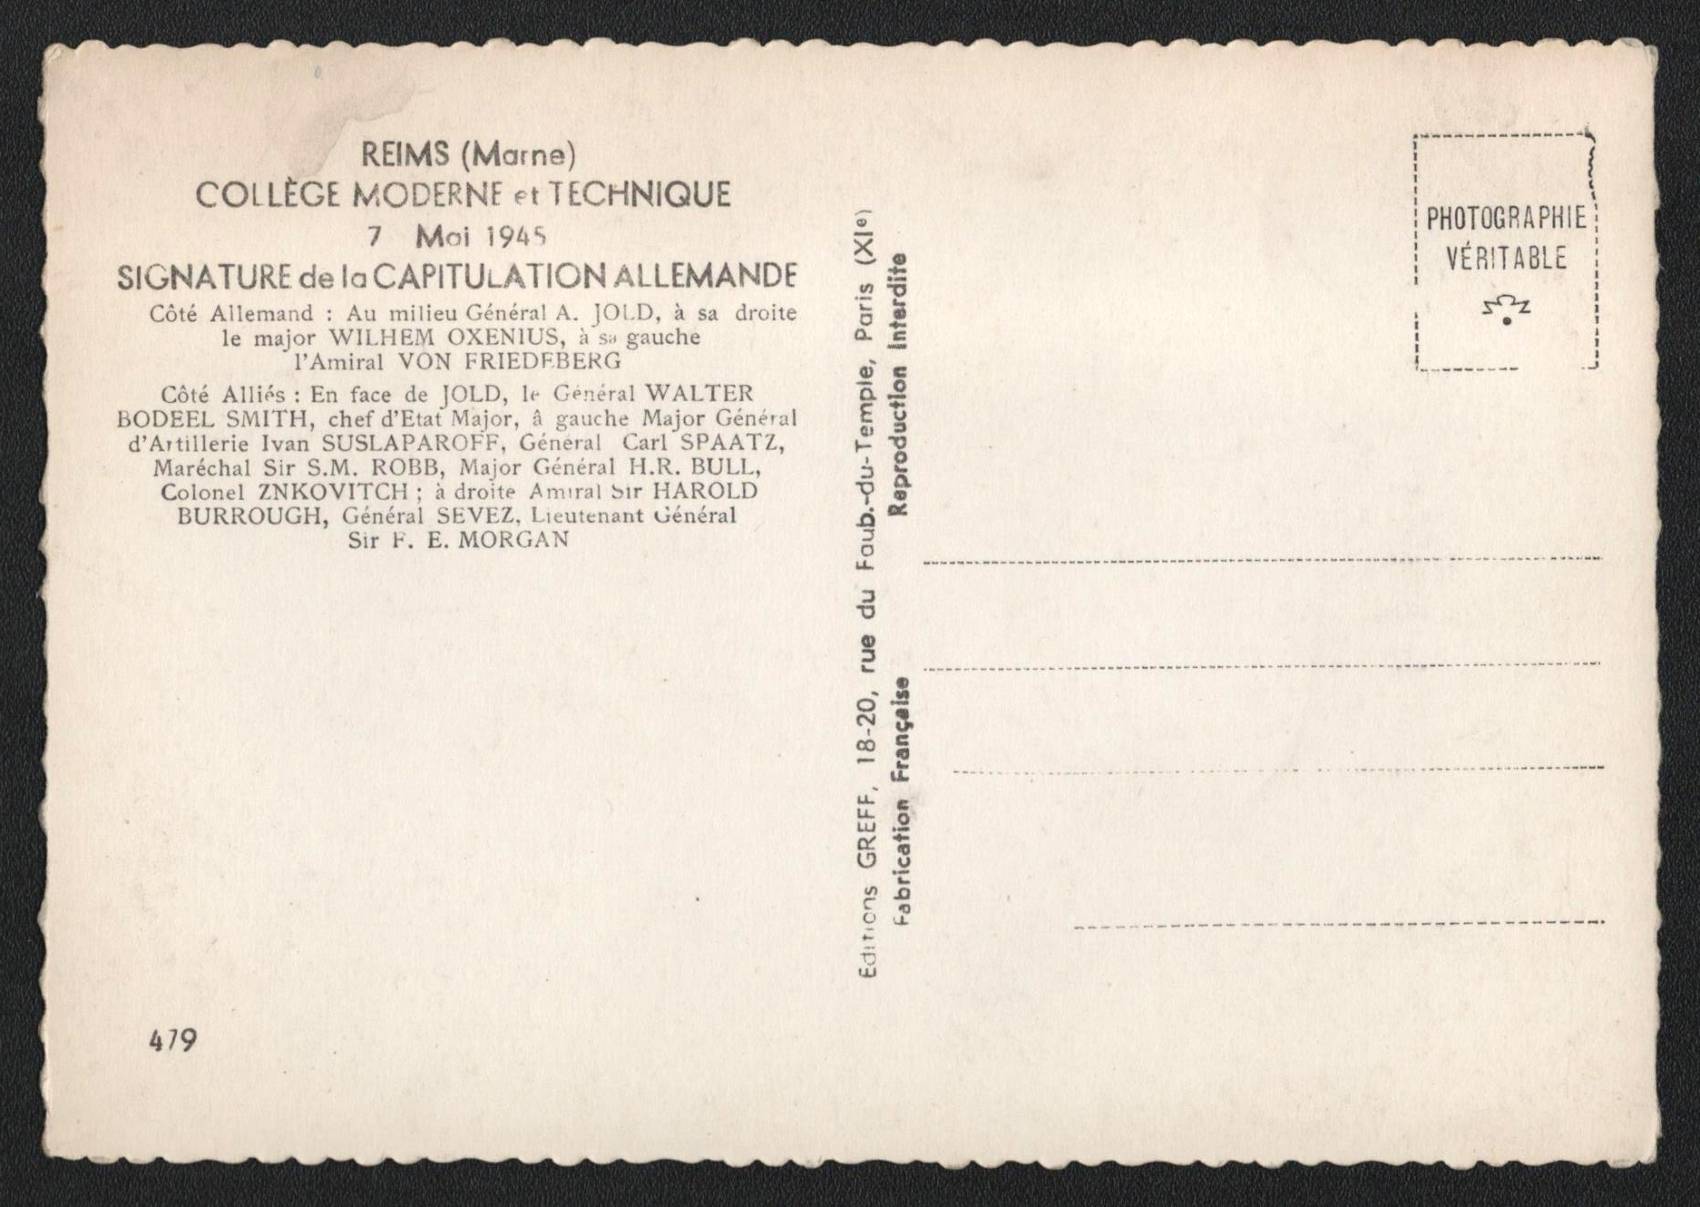 REIMS (Marne)
COLLÈGE MODERNE et TECHNIQUE
7 Mai 1945
SIGNATURE de la CAPITULATION ALLEMANDE
Côté Allemand : Au milieu Général A. JOLD, à sa droite
le major WILHEM OXENIUS, à sa gauche
l'Amiral VON FRIEDEBERG
Côté Alliés : En face de JOLD, le Général WALTER
BODEEL SMITH, chef d'Etat Major, â gauche Major Général
d'Artillerie Ivan SUSLAPAROFF, Général Carl SPAATZ,
Maréchal Sir S.M. ROBB, Major Général H.R. BULL,
Colonel ZNKOVITCH ; à droite Amiral Sir HAROLD
BURROUGH, Général SEVEZ, Lieutenant Général
Sir F. E. MORGAN
479
Editions GREFF, 18-20, rue du Faub.-du-Temple, Paris (XIe)
Fabrication Française Reproduction Interdite
PHOTOGRAPHIE
VÉRITABLE